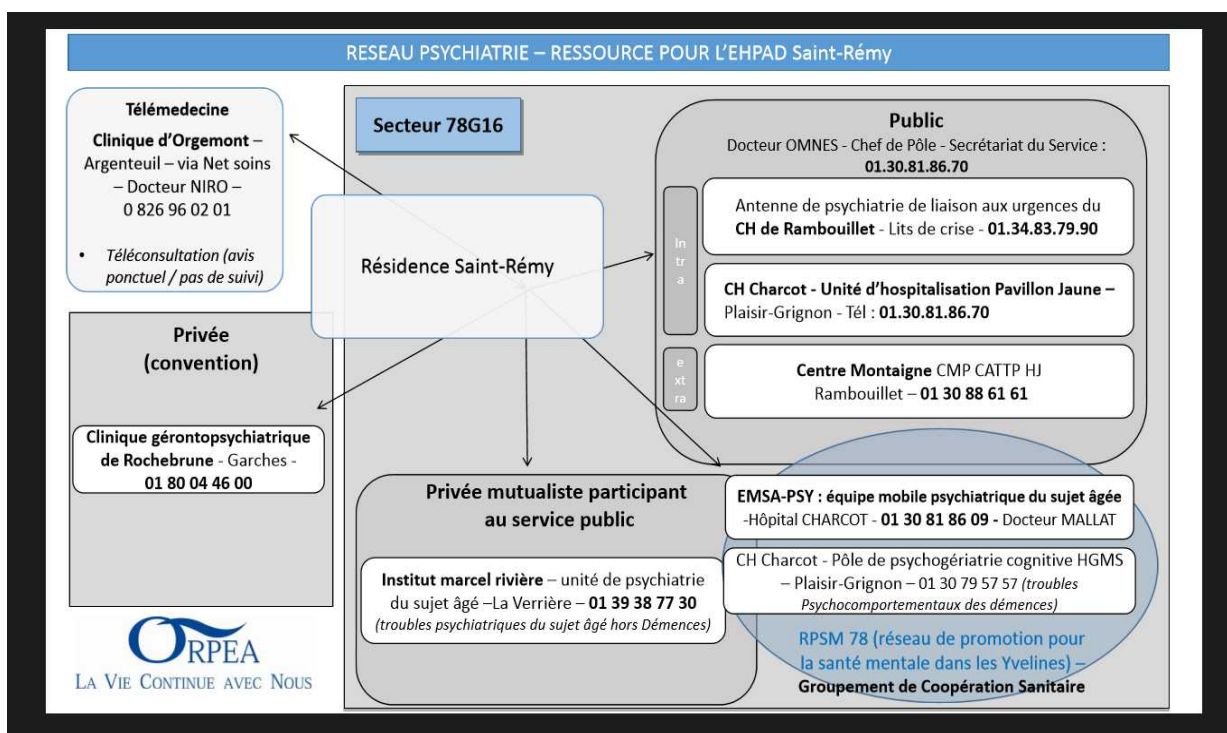 RESEAU PSYCHIATRIE – RESSOURCE POUR L'EHPAD Saint-Rémy
Télémedecine
Clinique d'Orgemont –
Argenteuil – via Net soins
– Docteur NIRO –
0 826 96 02 01
• Téléconsultation (avis
ponctuel / pas de suivi)
Secteur 78G16
Résidence Saint-Rémy
Public
Docteur OMNES - Chef de Pôle - Secrétariat du Service :
01.30.81.86.70
In
tr
a
Antenne de psychiatrie de liaison aux urgences du
CH de Rambouillet - Lits de crise - 01.34.83.79.90
CH Charcot - Unité d'hospitalisation Pavillon Jaune –
Plaisir-Grignon - Tél : 01.30.81.86.70
e
xt
ra
Centre Montaigne CMP CATTP HJ
Rambouillet – 01 30 88 61 61
Privée
(convention)
Clinique gérontopsychiatrique
de Rochebrune - Garches -
01 80 04 46 00
Privée mutualiste participant
au service public
Institut marcel rivière – unité de psychiatrie
du sujet âgé –La Verrière – 01 39 38 77 30
(troubles psychiatriques du sujet âgé hors Démences)
EMSA-PSY : équipe mobile psychiatrique du sujet âgée
-Hôpital CHARCOT - 01 30 81 86 09 - Docteur MALLAT
CH Charcot - Pôle de psychogériatrie cognitive HGMS
– Plaisir-Grignon – 01 30 79 57 57 (troubles
Psychocomportementaux des démences)
RPSM 78 (réseau de promotion pour
la santé mentale dans les Yvelines) –
Groupement de Coopération Sanitaire
ORPEA
LA VIE CONTINUE AVEC NOUS